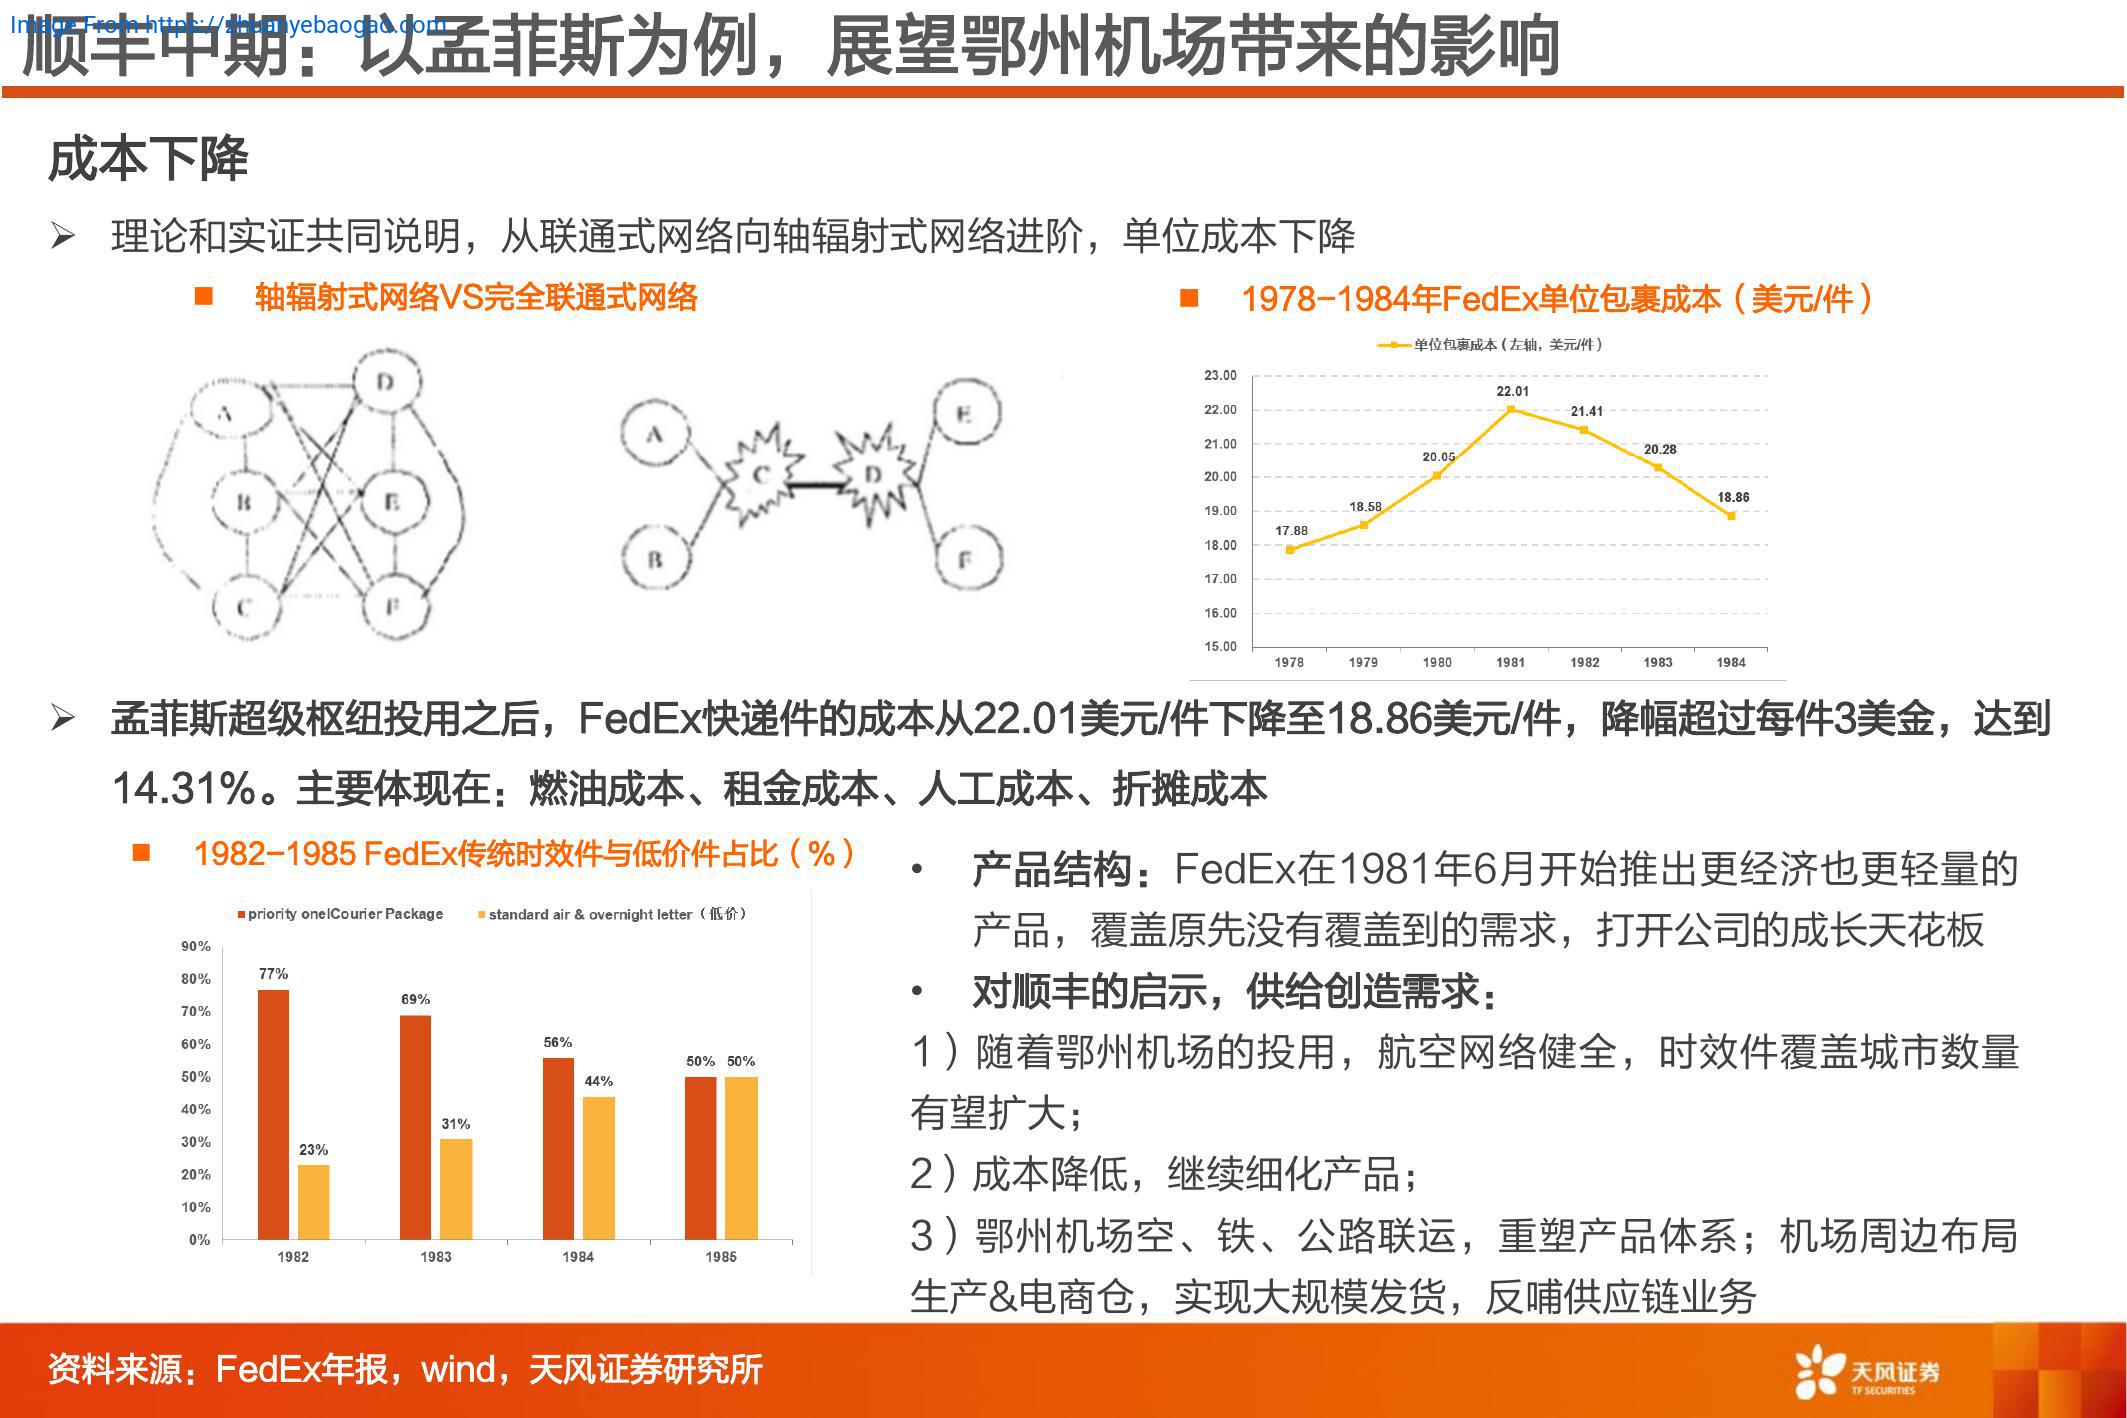 Image From https://zhuanyebaogao.com
顺丰中期：以孟菲斯为例，展望鄂州机场带来的影响
成本下降
理论和实证共同说明，从联通式网络向轴辐射式网络进阶，单位成本下降
轴辐射式网络VS完全联通式网络
A
D
B
E
C
F
A
B
C
D
E
F
1978-1984年FedEx单位包裹成本（美元/件）
单位包裹成本（左轴，美元/件）
23.00
22.00
21.00
20.00
19.00
18.00
17.00
16.00
15.00
17.88
18.58
20.05
22.01
21.41
20.28
18.86
1978 1979 1980 1981 1982 1983 1984
孟菲斯超级枢纽投用之后，FedEx快递件的成本从22.01美元/件下降至18.86美元/件，降幅超过每件3美金，达到
14.31%。主要体现在：燃油成本、租金成本、人工成本、折摊成本
1982-1985 FedEx传统时效件与低价件占比（%）
priority one|Courier Package standard air & overnight letter（低价）
90%
80%
70%
60%
50%
40%
30%
20%
10%
0%
77% 23%
69% 31%
56% 44%
50% 50%
1982 1983 1984 1985
• 产品结构：FedEx在1981年6月开始推出更经济也更轻量的
产品，覆盖原先没有覆盖到的需求，打开公司的成长天花板
• 对顺丰的启示，供给创造需求：
1）随着鄂州机场的投用，航空网络健全，时效件覆盖城市数量
有望扩大；
2）成本降低，继续细化产品；
3）鄂州机场空、铁、公路联运，重塑产品体系；机场周边布局
生产&电商仓，实现大规模发货，反哺供应链业务
资料来源：FedEx年报，wind，天风证券研究所
天风证券
TF SECURITIES